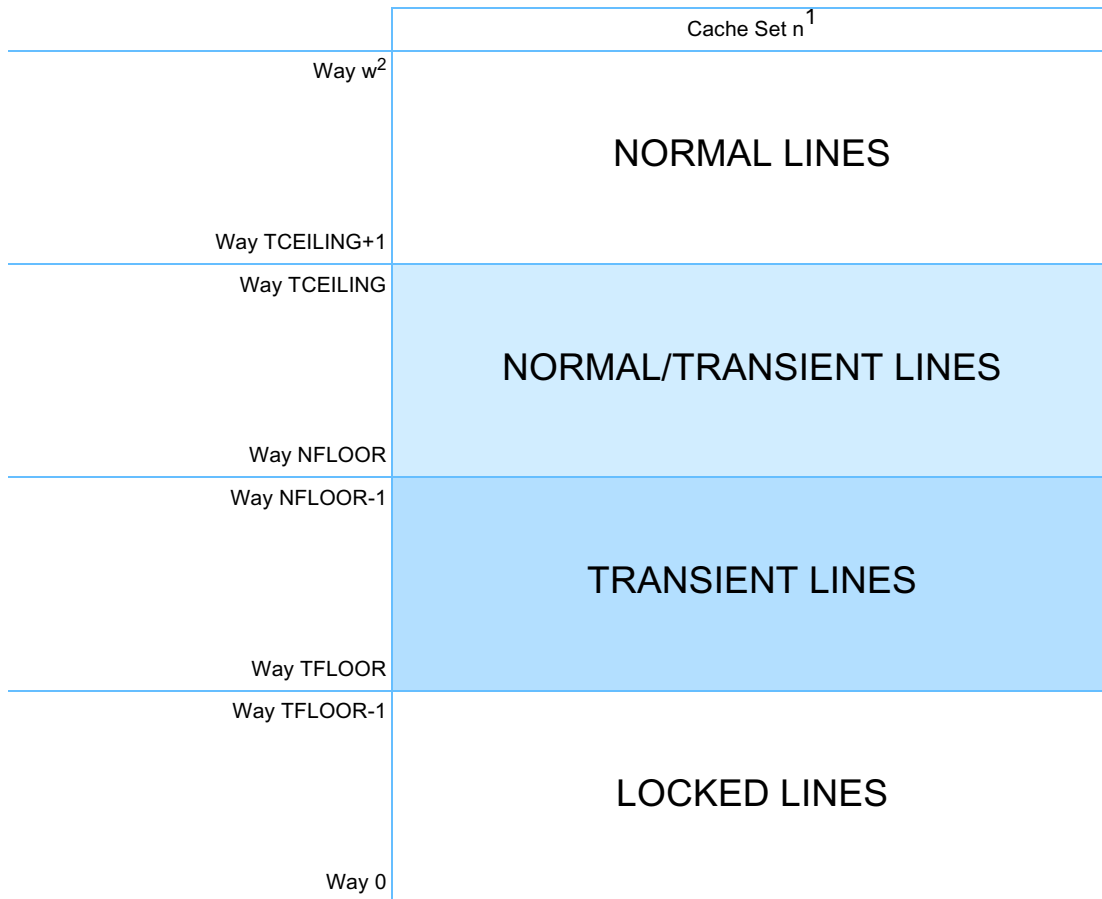 Cache Set n1
Way w2
NORMAL LINES
Way TCEILING+1
Way TCEILING
NORMAL/TRANSIENT LINES
Way NFLOOR
Way NFLOOR-1
TRANSIENT LINES
Way TFLOOR
Way TFLOOR-1
LOCKED LINES
Way 0